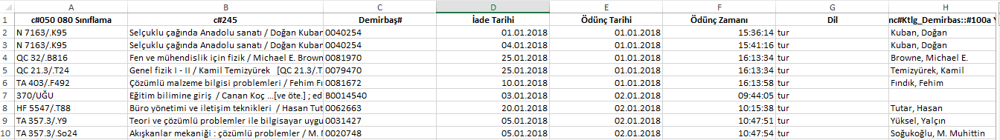 A B C D E F G H
1 c#050 080 Sınıflama c#245 Demirbaş# İade Tarihi Ödünç Tarihi Ödünç Zamanı Dil nc#Ktlg_Demirbas::#100a Y
2 N 7163/.K95 Selçuklu çağında Anadolu sanatı / Doğan Kuban 0040254 01.01.2018 01.01.2018 15:36:14 tur Kuban, Doğan
3 N 7163/.K95 Selçuklu çağında Anadolu sanatı / Doğan Kuban 0040254 04.01.2018 01.01.2018 15:41:16 tur Kuban, Doğan
4 QC 32/.B816 Fen ve mühendislik için fizik / Michael E. Brown 0081970 25.01.2018 01.01.2018 16:13:34 tur Browne, Michael E.
5 QC 21.3/.T24 Genel fizik I - II / Kamil Temizyürek [QC 21.3/.T 0079470 25.01.2018 01.01.2018 16:13:34 tur Temizyürek, Kamil
6 TA 403/.F492 Çözümlü malzeme bilgisi problemleri / Fehim Fı 0081672 10.01.2018 01.01.2018 16:13:58 tur Fındık, Fehim
7 370/UĞU Eğitim bilimine giriş / Canan Koç ...[ve öte.] ; ed B0014540 03.01.2018 02.01.2018 09:44:05 tur
8 HF 5547/.T88 Büro yönetimi ve iletişim teknikleri / Hasan Tut 0062663 20.01.2018 02.01.2018 10:15:38 tur Tutar, Hasan
9 TA 357.3/.Y9 Teori ve çözümlü problemler ile bilgisayar uygu 0031427 05.01.2018 02.01.2018 10:47:51 tur Yüksel, Yalçın
10 TA 357.3/.So24 Akışkanlar mekaniği : çözümlü problemler / M. 0020748 05.01.2018 02.01.2018 10:47:54 tur Soğukoğlu, M. Muhittin